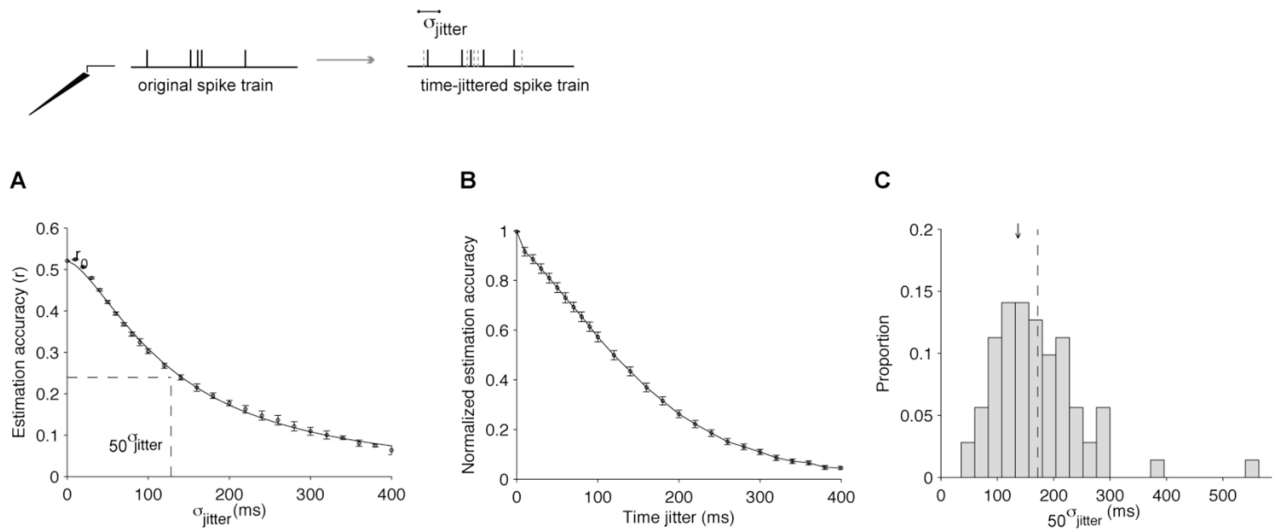 σjitter
original spike train
time-jittered spike train
A
B
C
Estimation accuracy (r)
0.6
0.5
0.4
0.3
0.2
0.1
0
r0
50σjitter
0
100
200
300
400
σjitter (ms)
Normalized estimation accuracy
1
0.8
0.6
0.4
0.2
0
0
100
200
300
400
Time jitter (ms)
Proportion
0.2
0.15
0.1
0.05
0
0
100
200
300
400
500
50σjitter (ms)